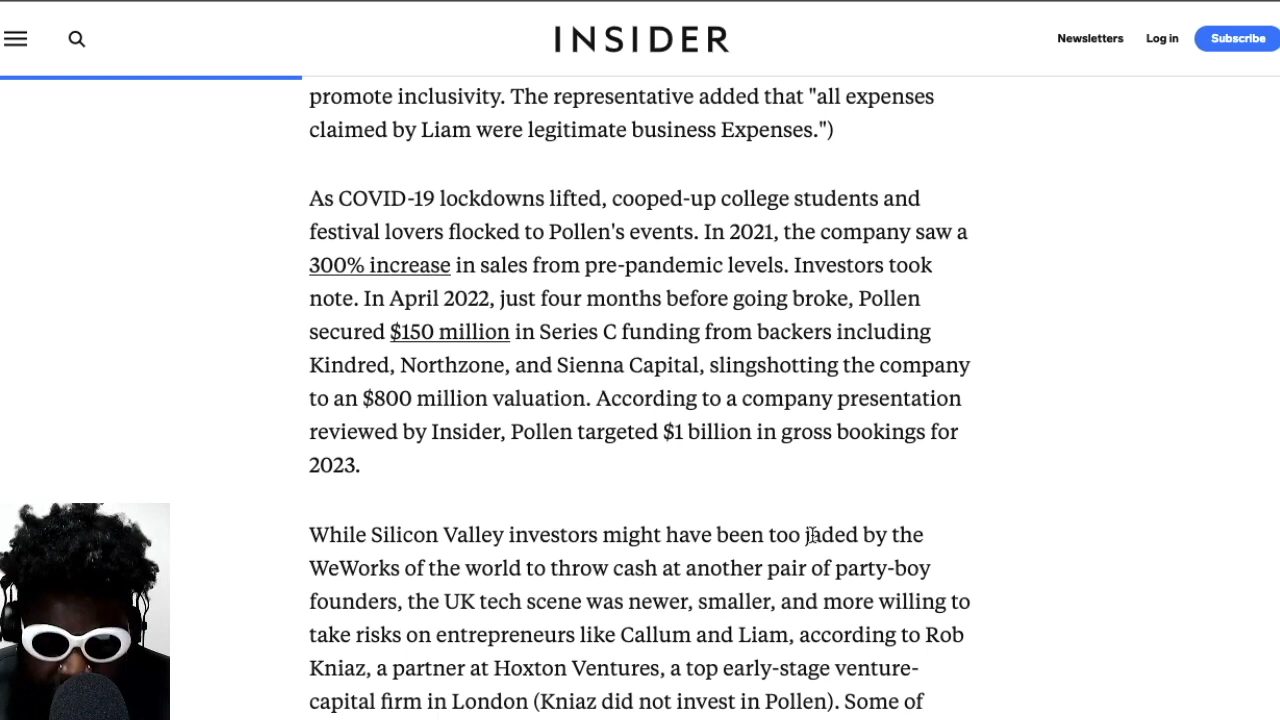 INSIDER
Newsletters
Log in
Subscribe
promote inclusivity. The representative added that "all expenses
claimed by Liam were legitimate business Expenses.")
As COVID-19 lockdowns lifted, cooped-up college students and
festival lovers flocked to Pollen's events. In 2021, the company saw a
300% increase in sales from pre-pandemic levels. Investors took
note. In April 2022, just four months before going broke, Pollen
secured $150 million in Series C funding from backers including
Kindred, Northzone, and Sienna Capital, slingshotting the company
to an $800 million valuation. According to a company presentation
reviewed by Insider, Pollen targeted $1 billion in gross bookings for
2023.
While Silicon Valley investors might have been too jaded by the
WeWorks of the world to throw cash at another pair of party-boy
founders, the UK tech scene was newer, smaller, and more willing to
take risks on entrepreneurs like Callum and Liam, according to Rob
Kniaz, a partner at Hoxton Ventures, a top early-stage venture-
capital firm in London (Kniaz did not invest in Pollen). Some of